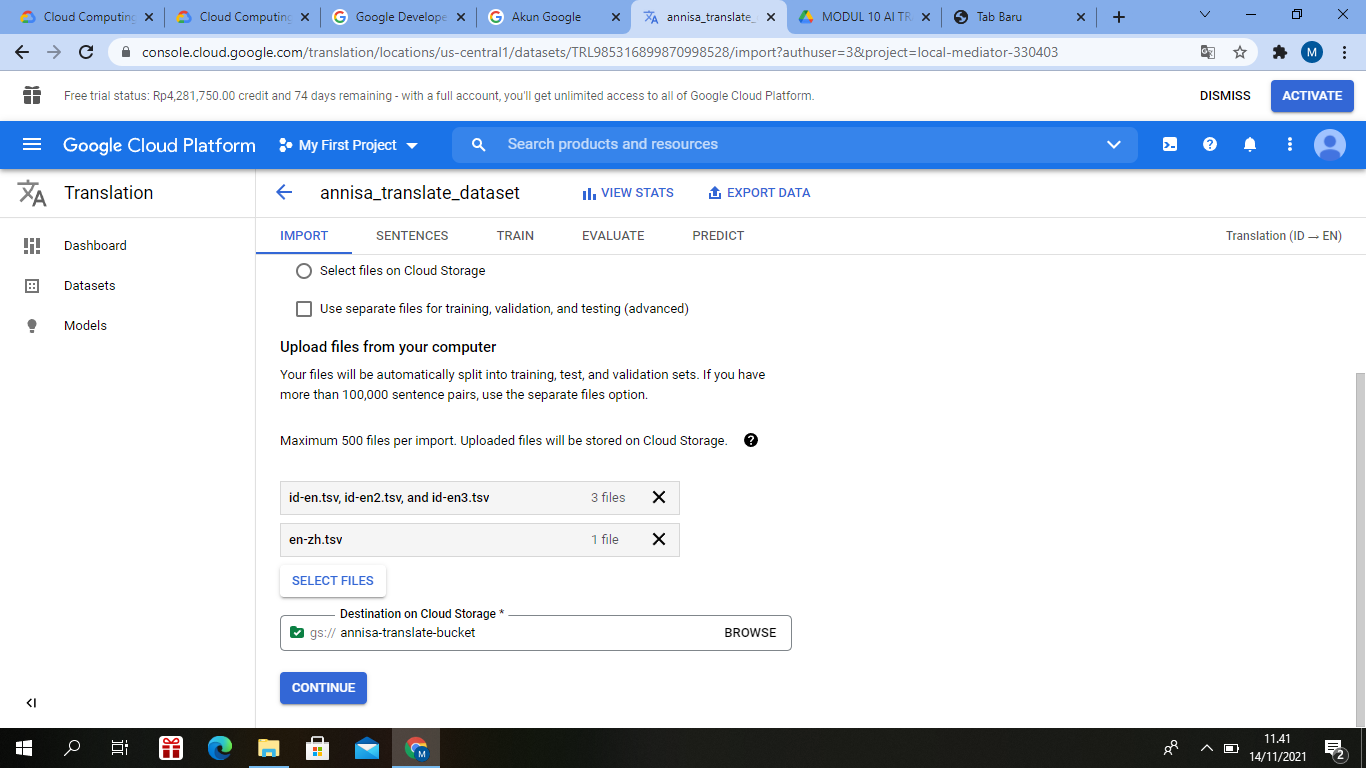 Cloud Computing
Cloud Computing
Google Develope
Akun Google
annisa_translate_
MODUL 10 AI TRA
Tab Baru
console.cloud.google.com/translation/locations/us-central1/datasets/TRL985316899870998528/import?authuser=3&project=local-mediator-330403
M
Free trial status: Rp4,281,750.00 credit and 74 days remaining - with a full account, you'll get unlimited access to all of Google Cloud Platform.
DISMISS
ACTIVATE
Google Cloud Platform
My First Project
Search products and resources
Translation
annisa_translate_dataset
VIEW STATS
EXPORT DATA
Dashboard
Datasets
Models
IMPORT
SENTENCES
TRAIN
EVALUATE
PREDICT
Translation (ID → EN)
Select files on Cloud Storage
Use separate files for training, validation, and testing (advanced)
Upload files from your computer
Your files will be automatically split into training, test, and validation sets. If you have
more than 100,000 sentence pairs, use the separate files option.
Maximum 500 files per import. Uploaded files will be stored on Cloud Storage.
id-en.tsv, id-en2.tsv, and id-en3.tsv
3 files
en-zh.tsv
1 file
SELECT FILES
Destination on Cloud Storage *
gs:// annisa-translate-bucket
BROWSE
CONTINUE
M
11.41
14/11/2021
2